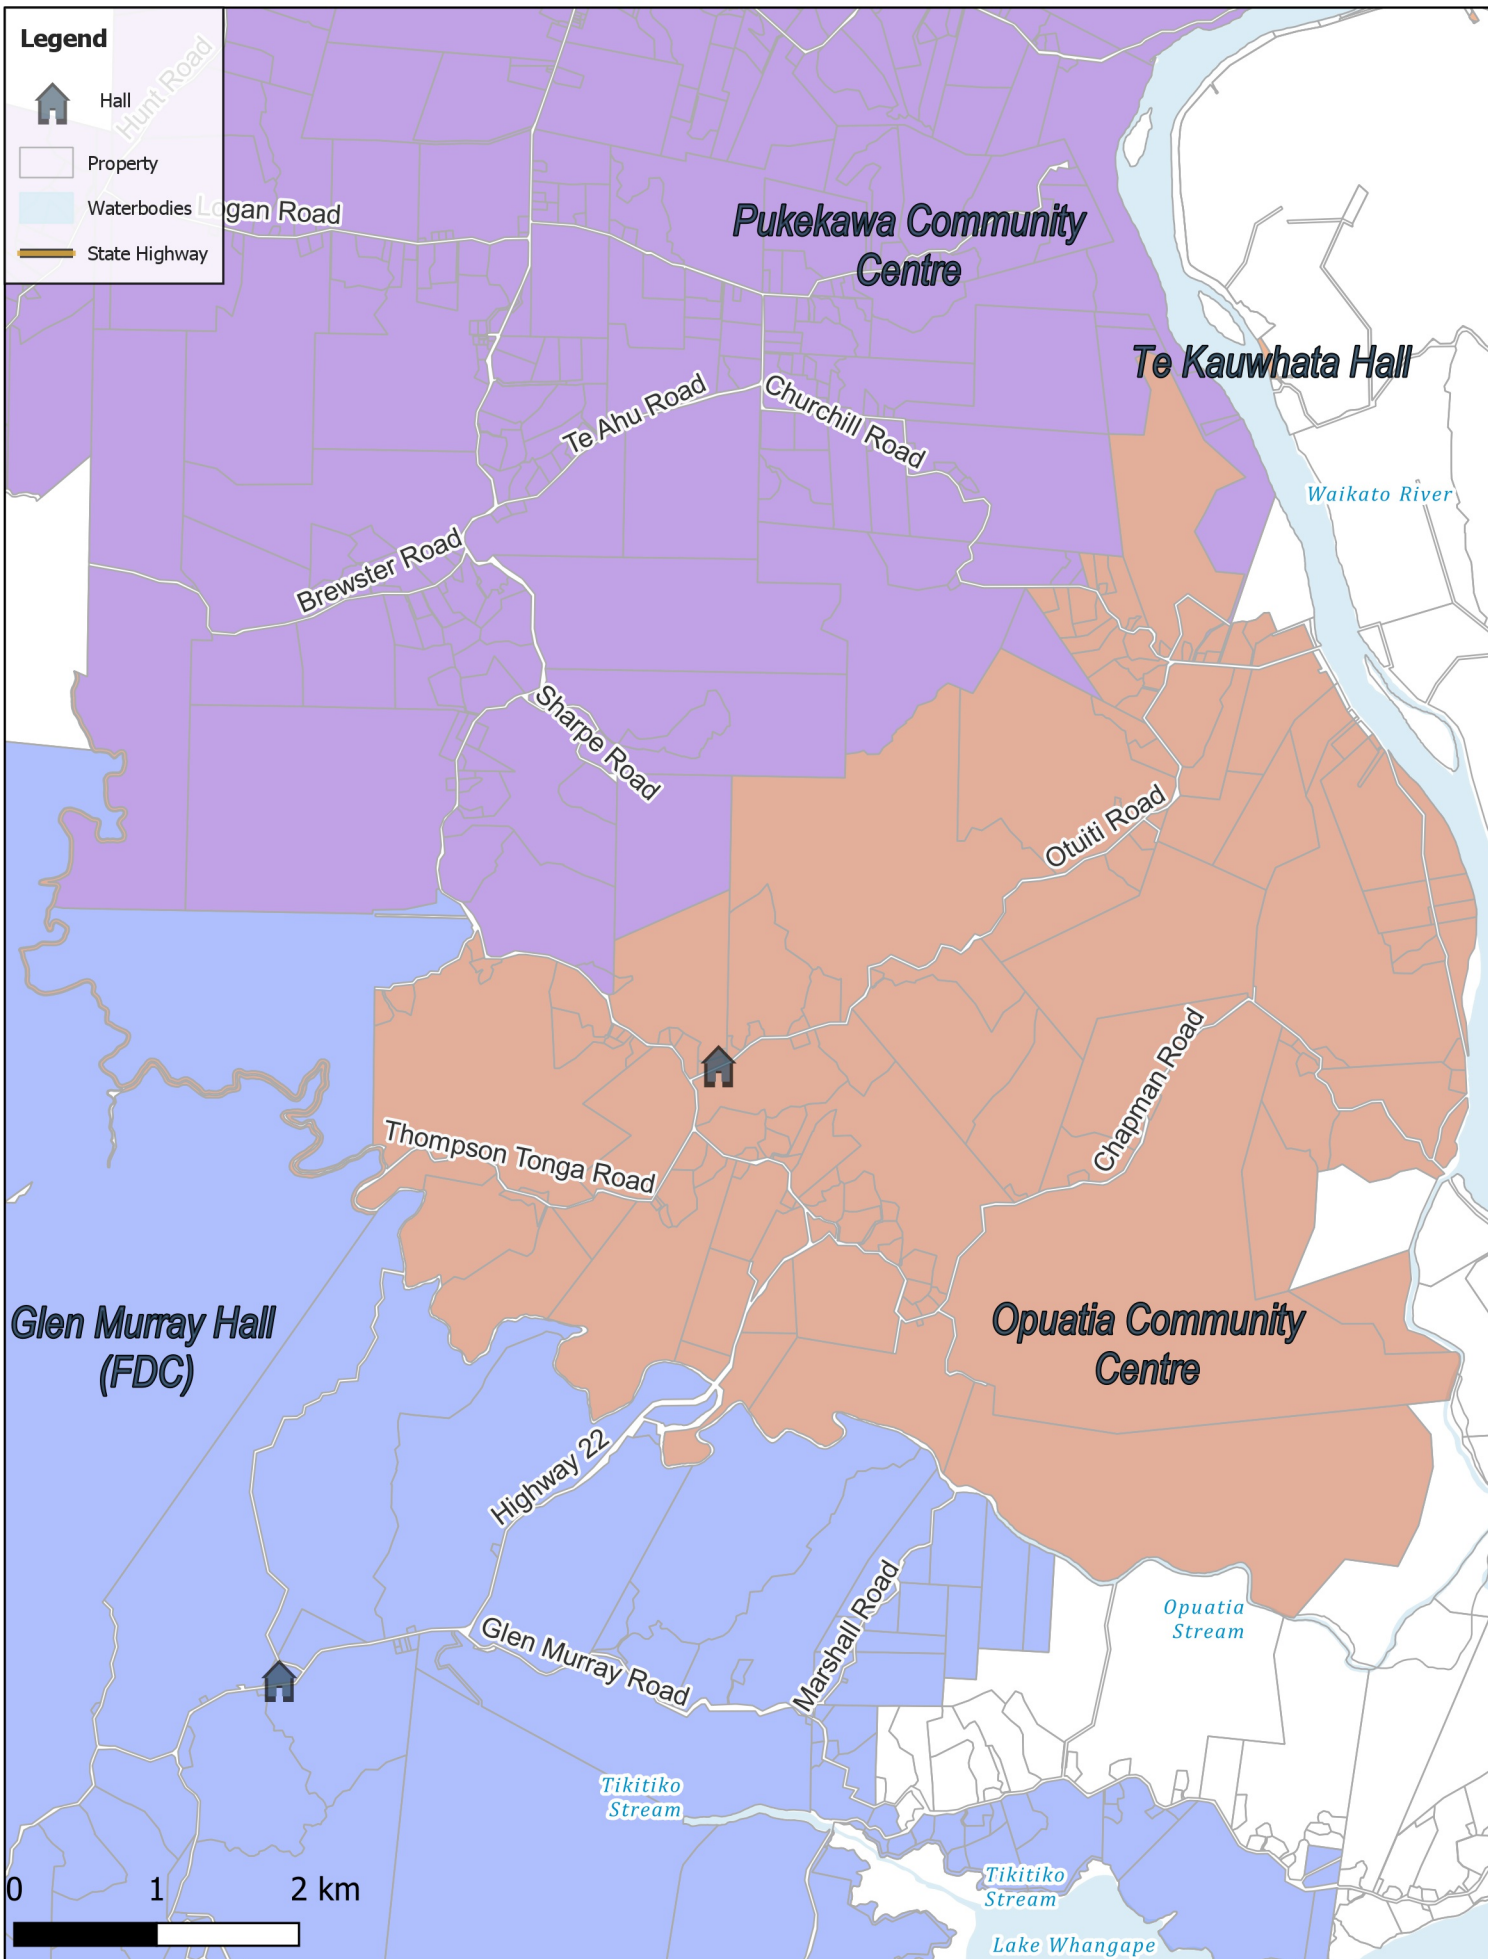 Legend
Hunt Road
Hall
Property
Waterbodies
Logan Road
State Highway
Pukekawa Community
Centre
Te Kauwhata Hall
Te Ahu Road
Churchill Road
Waikato River
Brewster Road
Sharpe Road
Otuiti Road
Chapman Road
Thompson Tonga Road
Glen Murray Hall
(FDC)
Opuatia Community
Centre
Highway 22
Marshall Road
Opuatia
Stream
Glen Murray Road
Tikitiko
Stream
Tikitiko
Stream
Lake Whangape
0 1 2 km